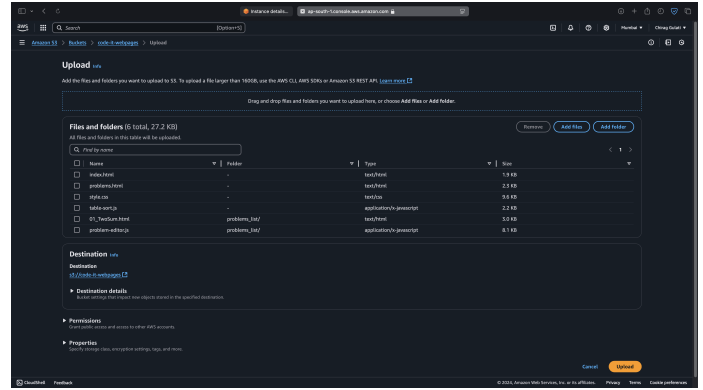 Instance details...
ap-south-1.console.aws.amazon.com
aws
Search
[Option+S]
Mumbai
Chirag Gulati
Amazon S3 > Buckets > code-it-webpages > Upload
Upload Info
Add the files and folders you want to upload to S3. To upload a file larger than 160GB, use the AWS CLI, AWS SDKs or Amazon S3 REST API. Learn more
Drag and drop files and folders you want to upload here, or choose Add files or Add folder.
Files and folders (6 total, 27.2 KB)
Remove
Add files
Add folder
All files and folders in this table will be uploaded.
Find by name
< 1 >
Name Folder Type Size
index.html - text/html 1.9 KB
problems.html - text/html 2.3 KB
style.css - text/css 9.6 KB
table-sort.js - application/x-javascript 2.2 KB
01_TwoSum.html problems_list/ text/html 3.0 KB
problem-editor.js problems_list/ application/x-javascript 8.1 KB
Destination Info
Destination
s3://code-it-webpages
Destination details
Bucket settings that impact new objects stored in the specified destination.
Permissions
Grant public access and access to other AWS accounts.
Properties
Specify storage class, encryption settings, tags, and more.
Cancel
Upload
CloudShell Feedback
© 2024, Amazon Web Services, Inc. or its affiliates. Privacy Terms Cookie preferences